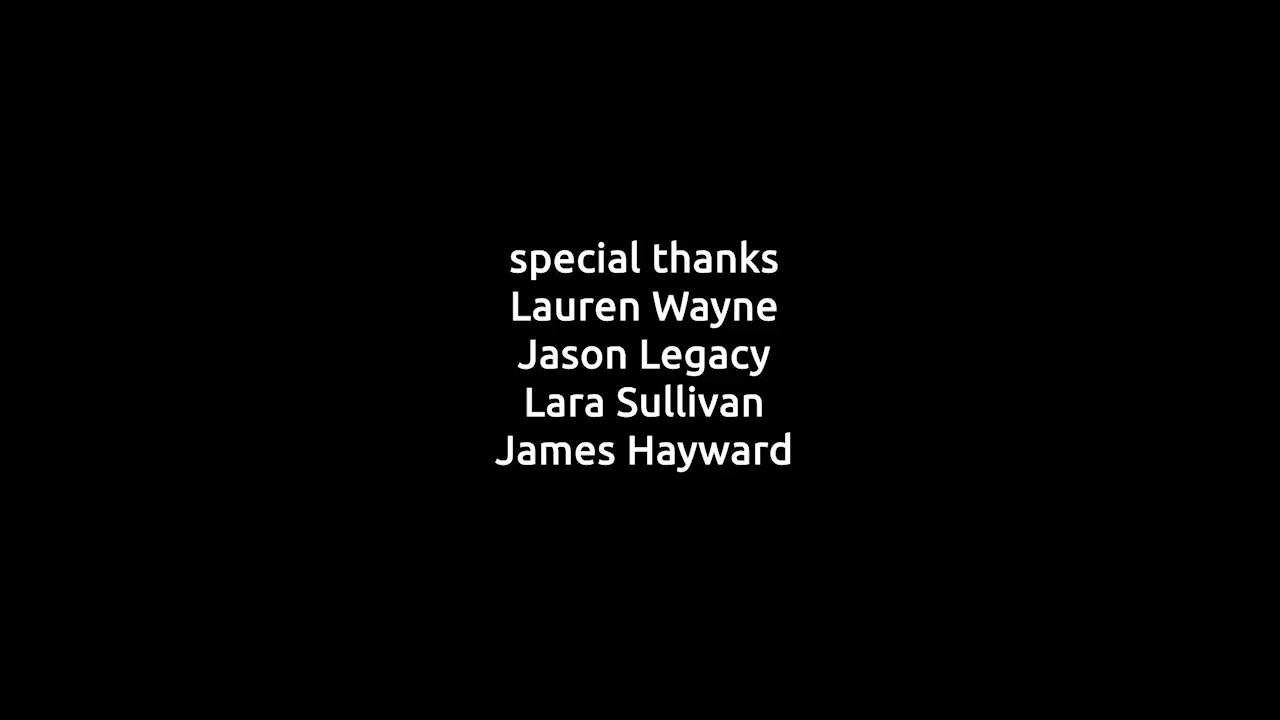 special thanks
Lauren Wayne
Jason Legacy
Lara Sullivan
James Hayward